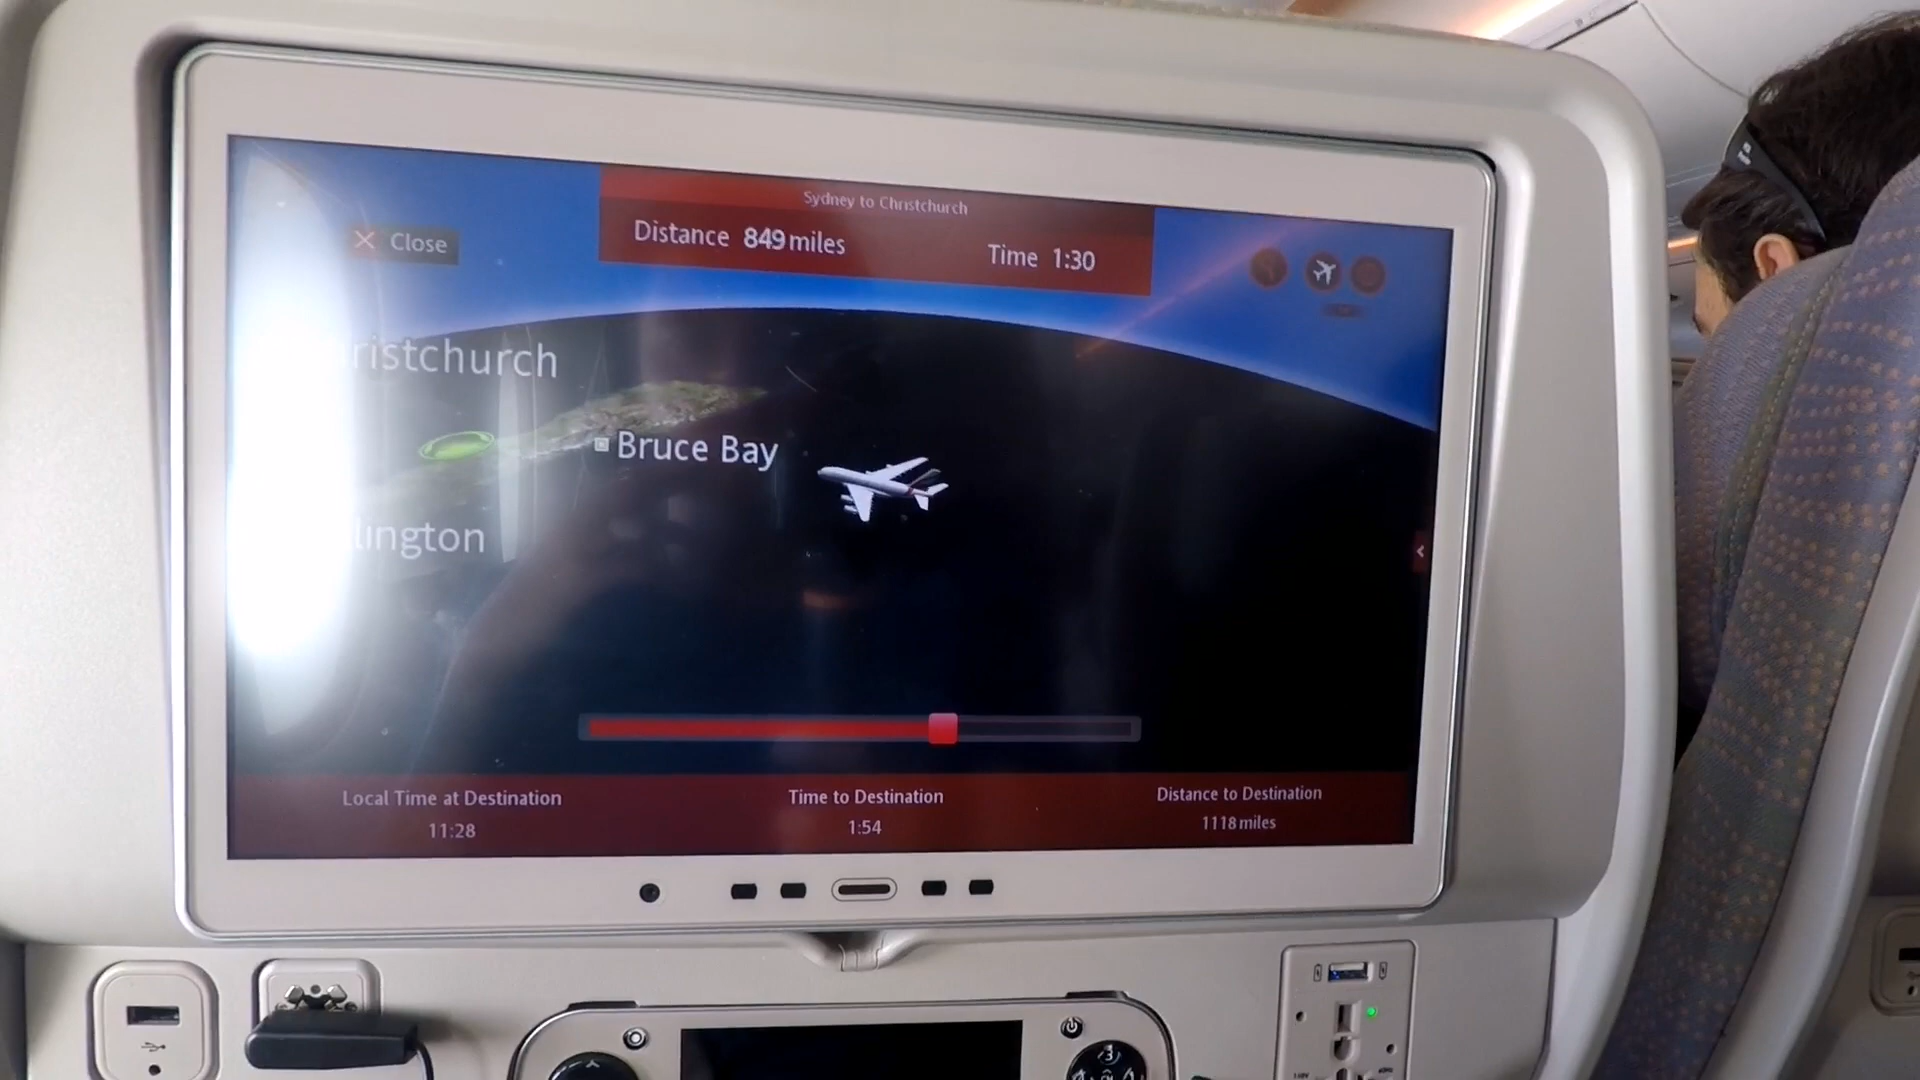 Sydney to Christchurch
Distance 849 miles
Time 1:30
Close
ristchurch
Bruce Bay
lington
Local Time at Destination
11:28
Time to Destination
1:54
Distance to Destination
1118 miles